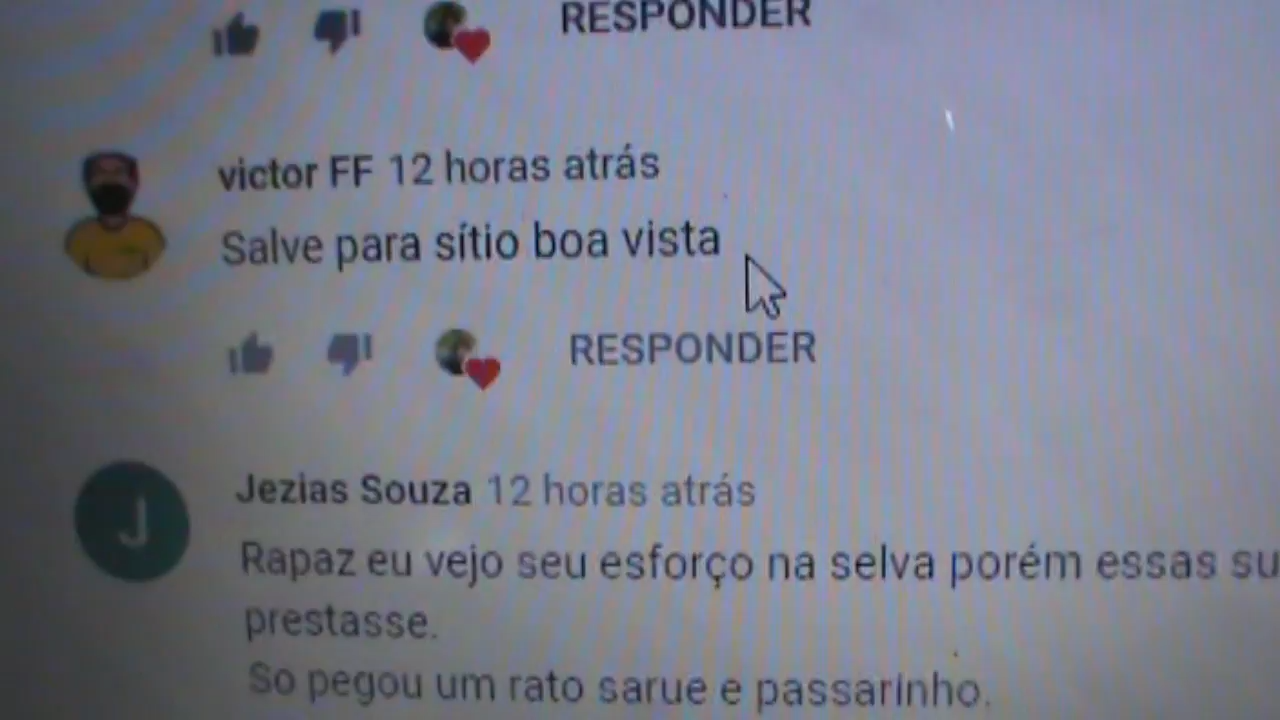 RESPONDER
victor FF 12 horas atrás
Salve para sítio boa vista
RESPONDER
J
Jezias Souza 12 horas atrás
Rapaz eu vejo seu esforço na selva porém essas su
prestasse.
So pegou um rato sarue e passarinho.